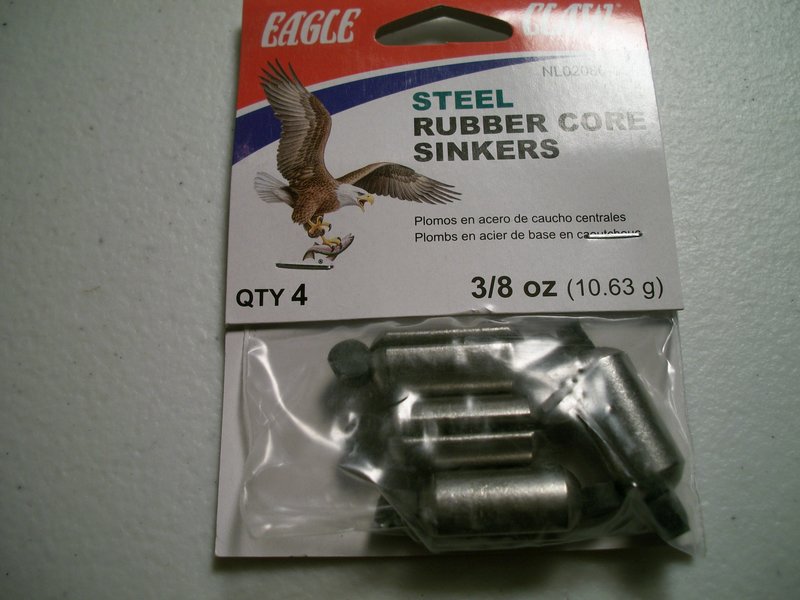 EAGLE CLAW
STEEL
RUBBER CORE
SINKERS
Plomos en acero de caucho centrales
Plombs en acier de base en caoutchouc
QTY 4
3/8 oz (10.63 g)